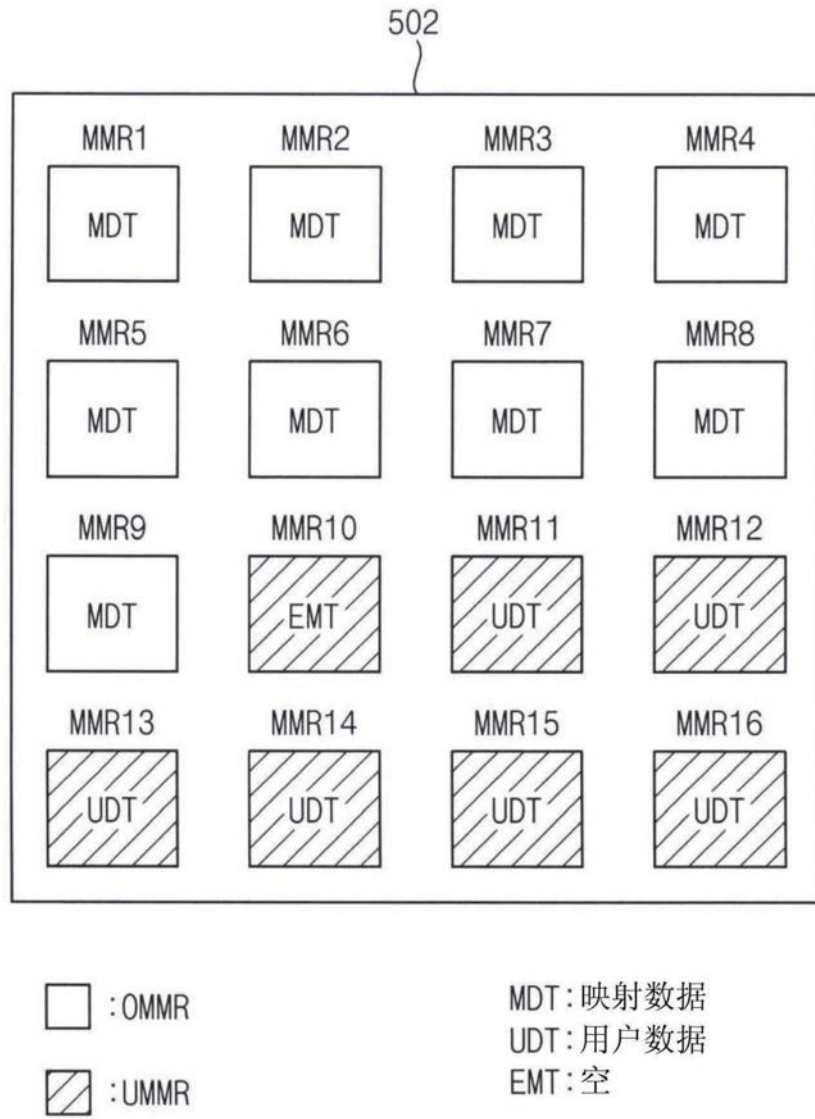 502
MMR1 MMR2 MMR3 MMR4
MDT MDT MDT MDT
MMR5 MMR6 MMR7 MMR8
MDT MDT MDT MDT
MMR9 MMR10 MMR11 MMR12
MDT EMT UDT UDT
MMR13 MMR14 MMR15 MMR16
UDT UDT UDT UDT
:OMMR
:UMMR
MDT:映射数据
UDT:用户数据
EMT:空